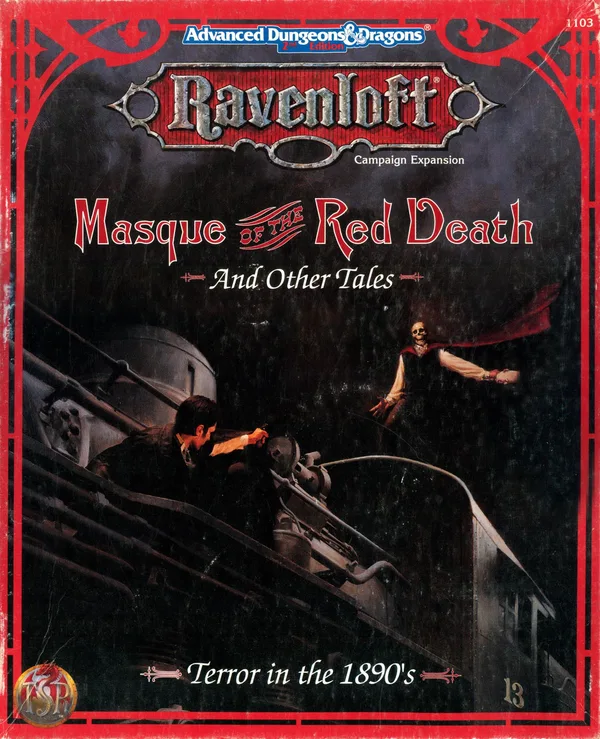 1103
Advanced Dungeons & Dragons®
2nd Edition
Ravenloft®
Campaign Expansion
Masque OF THE Red Death
And Other Tales
13
Terror in the 1890's
TSR